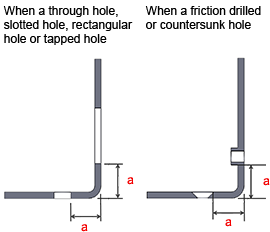 When a through hole,
slotted hole, rectangular
hole or tapped hole
When a friction drilled
or countersunk hole
a
a
a
a